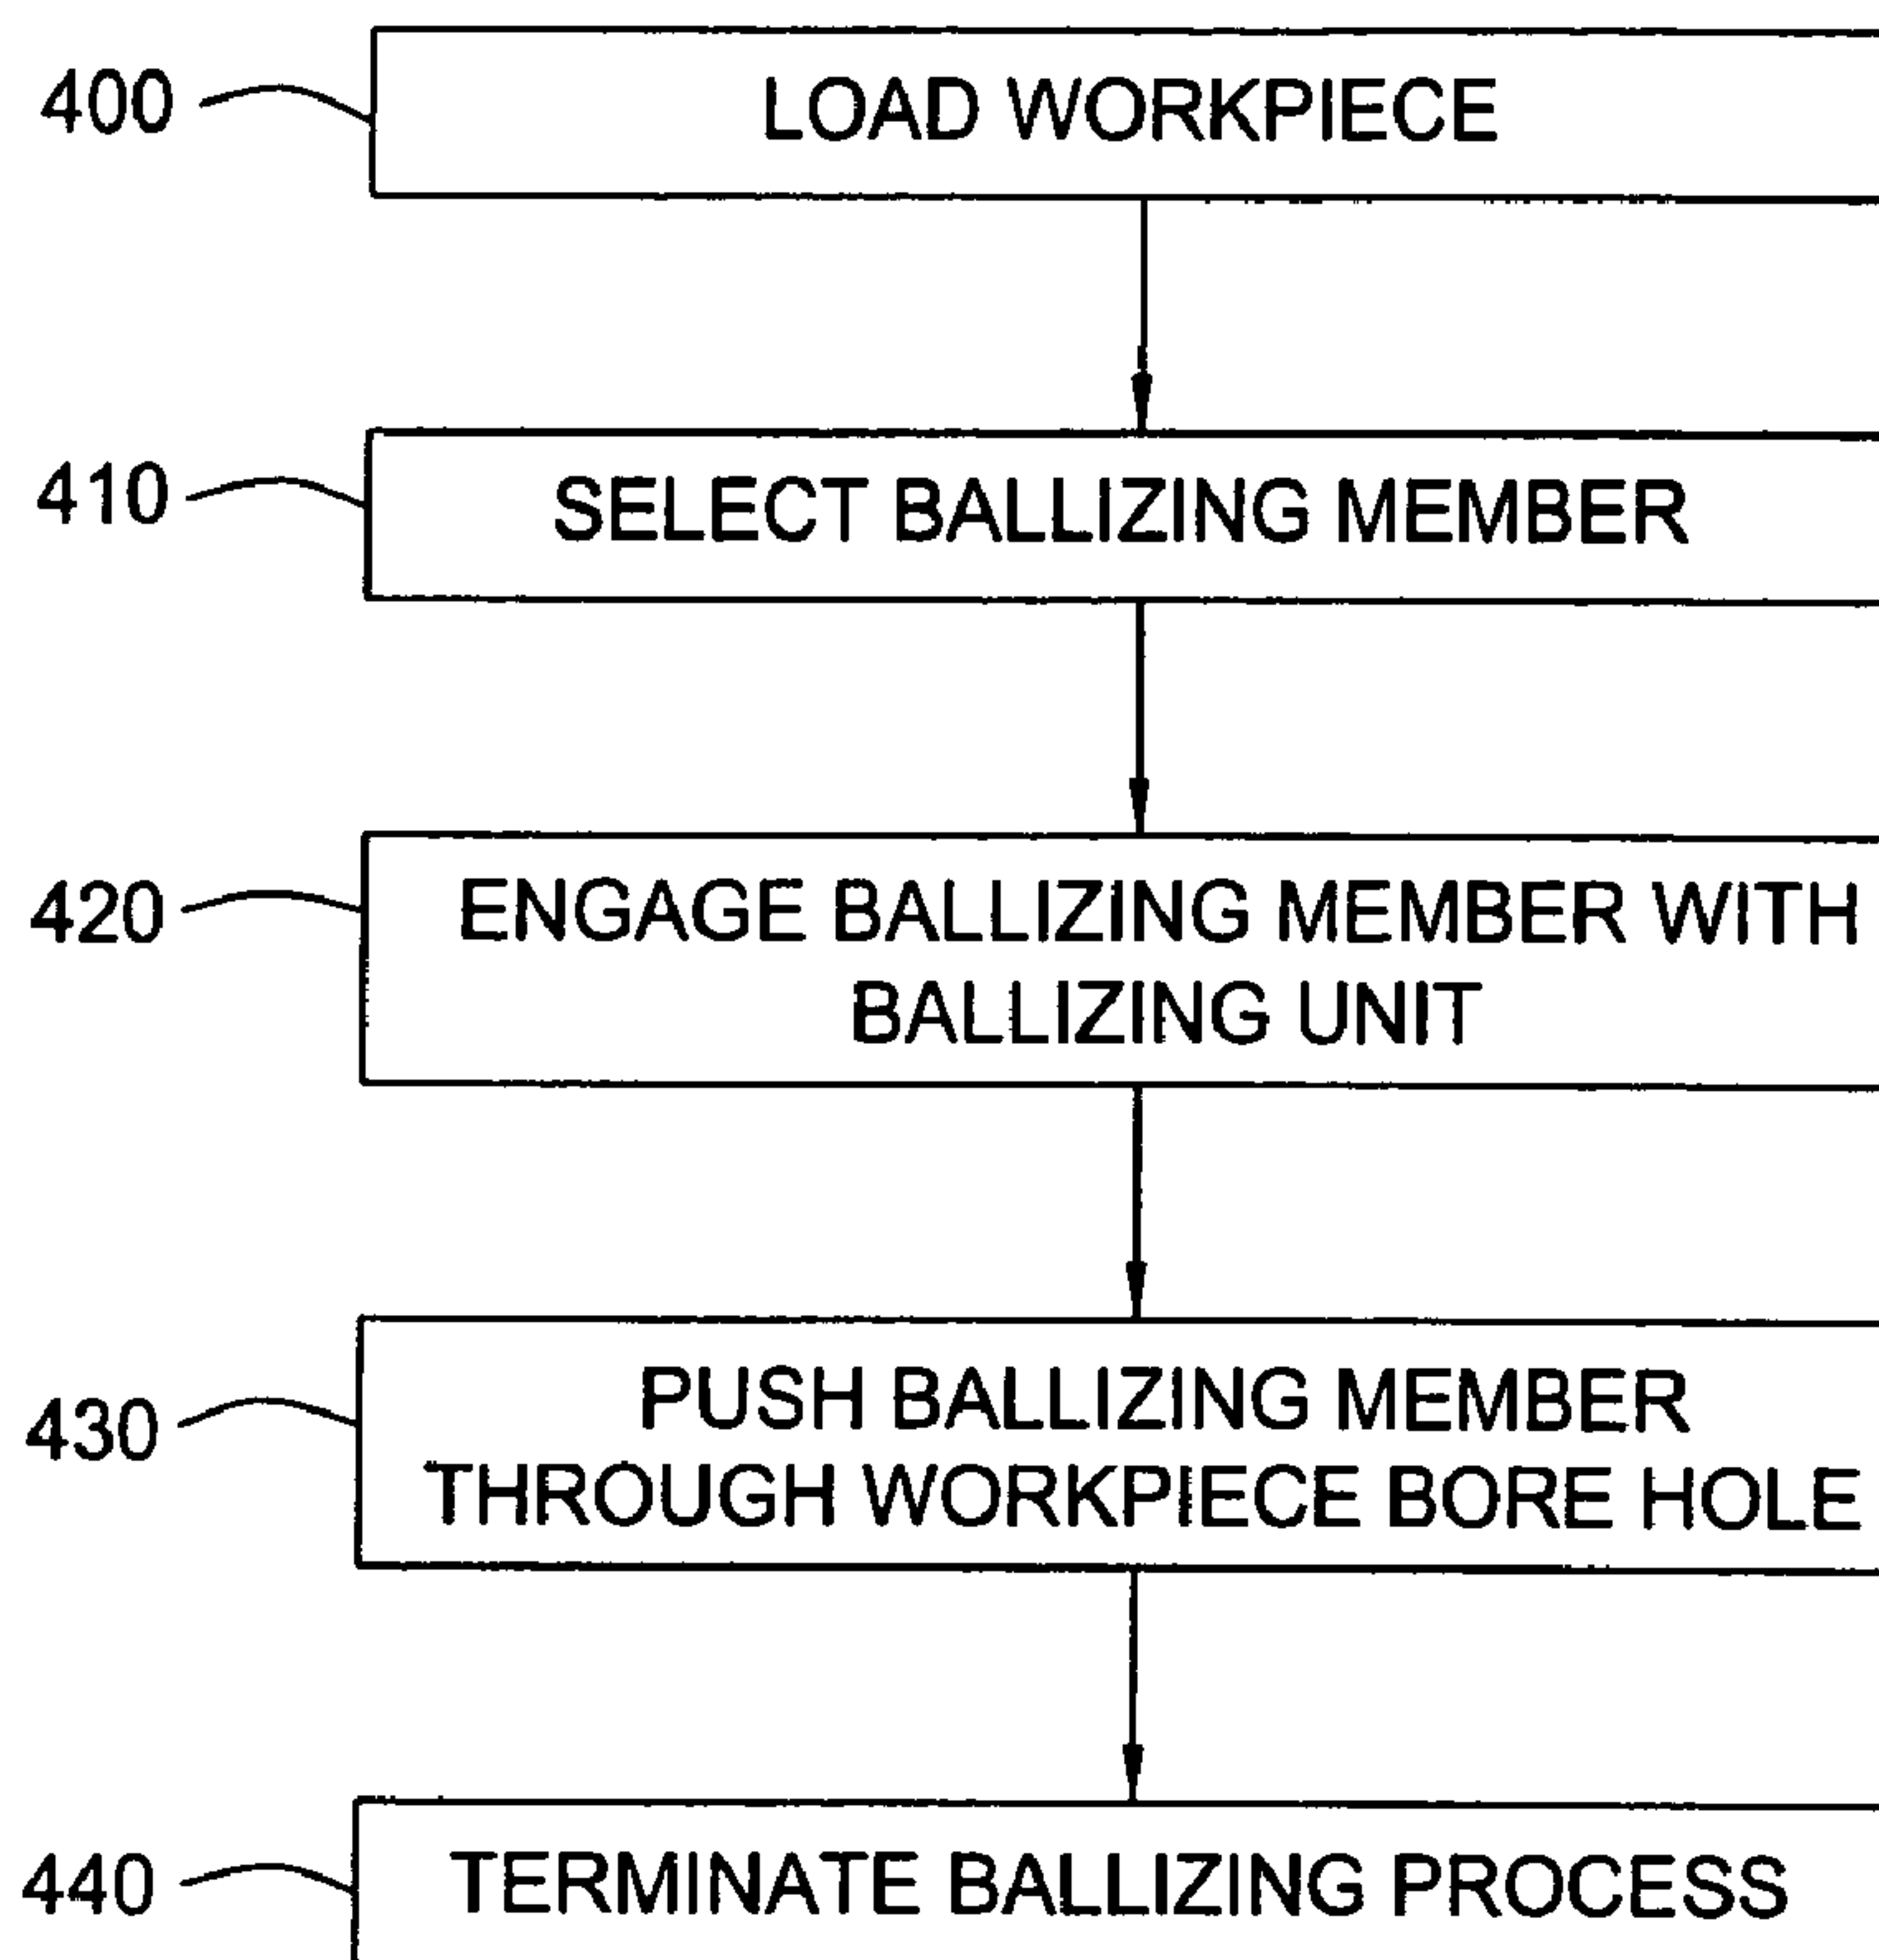 400 LOAD WORKPIECE
410 SELECT BALLIZING MEMBER
420 ENGAGE BALLIZING MEMBER WITH
BALLIZING UNIT
430 PUSH BALLIZING MEMBER
THROUGH WORKPIECE BORE HOLE
440 TERMINATE BALLIZING PROCESS